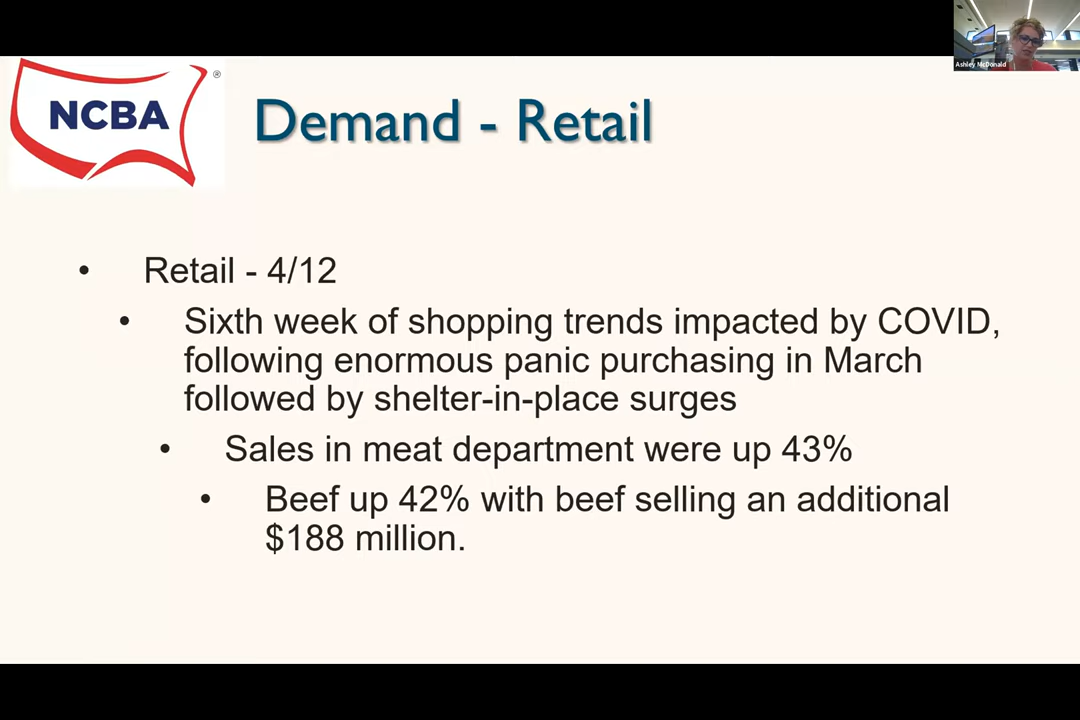 Ashley McDonald
NCBA ®
Demand - Retail
• Retail - 4/12
• Sixth week of shopping trends impacted by COVID,
following enormous panic purchasing in March
followed by shelter-in-place surges
• Sales in meat department were up 43%
• Beef up 42% with beef selling an additional
$188 million.